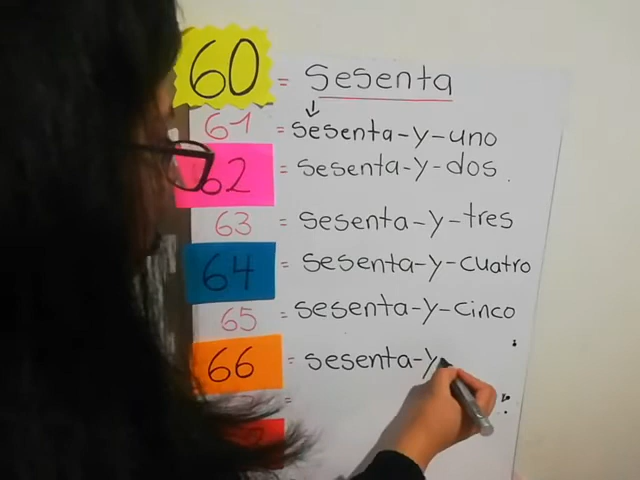 60 = Sesenta
61 = sesenta-y-uno
62 = sesenta-y-dos
63 = sesenta-y-tres
64 = sesenta-y-cuatro
65 = sesenta-y-cinco
66 = sesenta-y
=